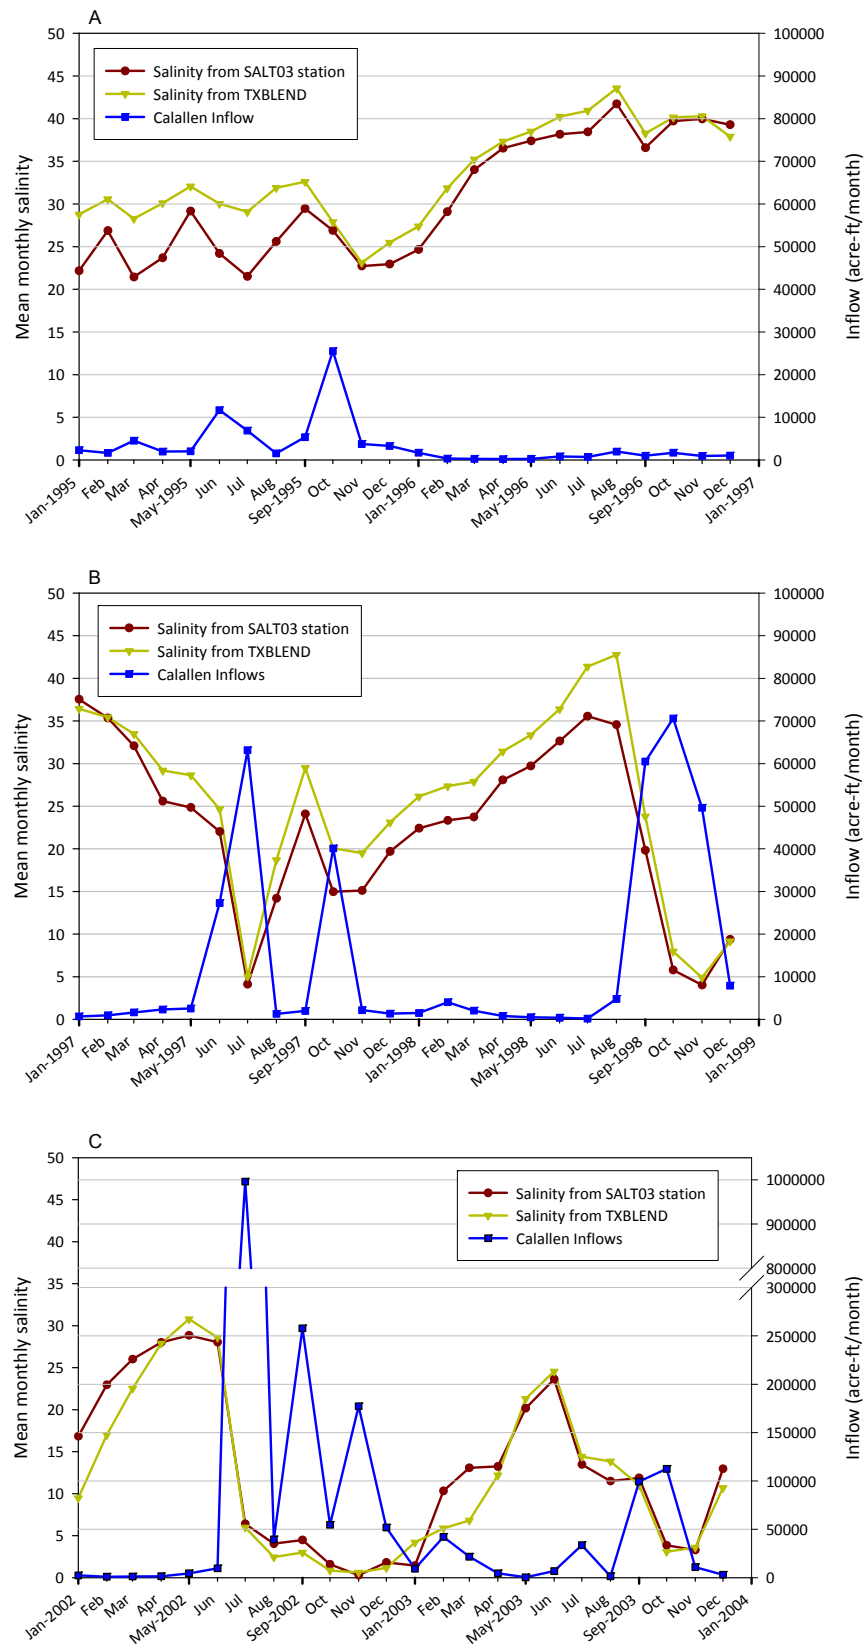 A
50
45
40
35
30
25
20
15
10
5
0
Mean monthly salinity
100000
90000
80000
70000
60000
50000
40000
30000
20000
10000
0
Inflow (acre-ft/month)
Salinity from SALT03 station
Salinity from TXBLEND
Calallen Inflow
Jan-1995
Feb
Mar
Apr
May-1995
Jun
Jul
Aug
Sep-1995
Oct
Nov
Dec
Jan-1996
Feb
Mar
Apr
May-1996
Jun
Jul
Aug
Sep-1996
Oct
Nov
Dec
Jan-1997
B
50
45
40
35
30
25
20
15
10
5
0
Mean monthly salinity
100000
90000
80000
70000
60000
50000
40000
30000
20000
10000
0
Inflow (acre-ft/month)
Salinity from SALT03 station
Salinity from TXBLEND
Calallen Inflows
Jan-1997
Feb
Mar
Apr
May-1997
Jun
Jul
Aug
Sep-1997
Oct
Nov
Dec
Jan-1998
Feb
Mar
Apr
May-1998
Jun
Jul
Aug
Sep-1998
Oct
Nov
Dec
Jan-1999
C
50
45
40
35
30
25
20
15
10
5
0
Mean monthly salinity
1000000
900000
800000
300000
250000
200000
150000
100000
50000
0
Inflow (acre-ft/month)
Salinity from SALT03 station
Salinity from TXBLEND
Calallen Inflows
Jan-2002
Feb
Mar
Apr
May-2002
Jun
Jul
Aug
Sep-2002
Oct
Nov
Dec
Jan-2003
Feb
Mar
Apr
May-2003
Jun
Jul
Aug
Sep-2003
Oct
Nov
Dec
Jan-2004